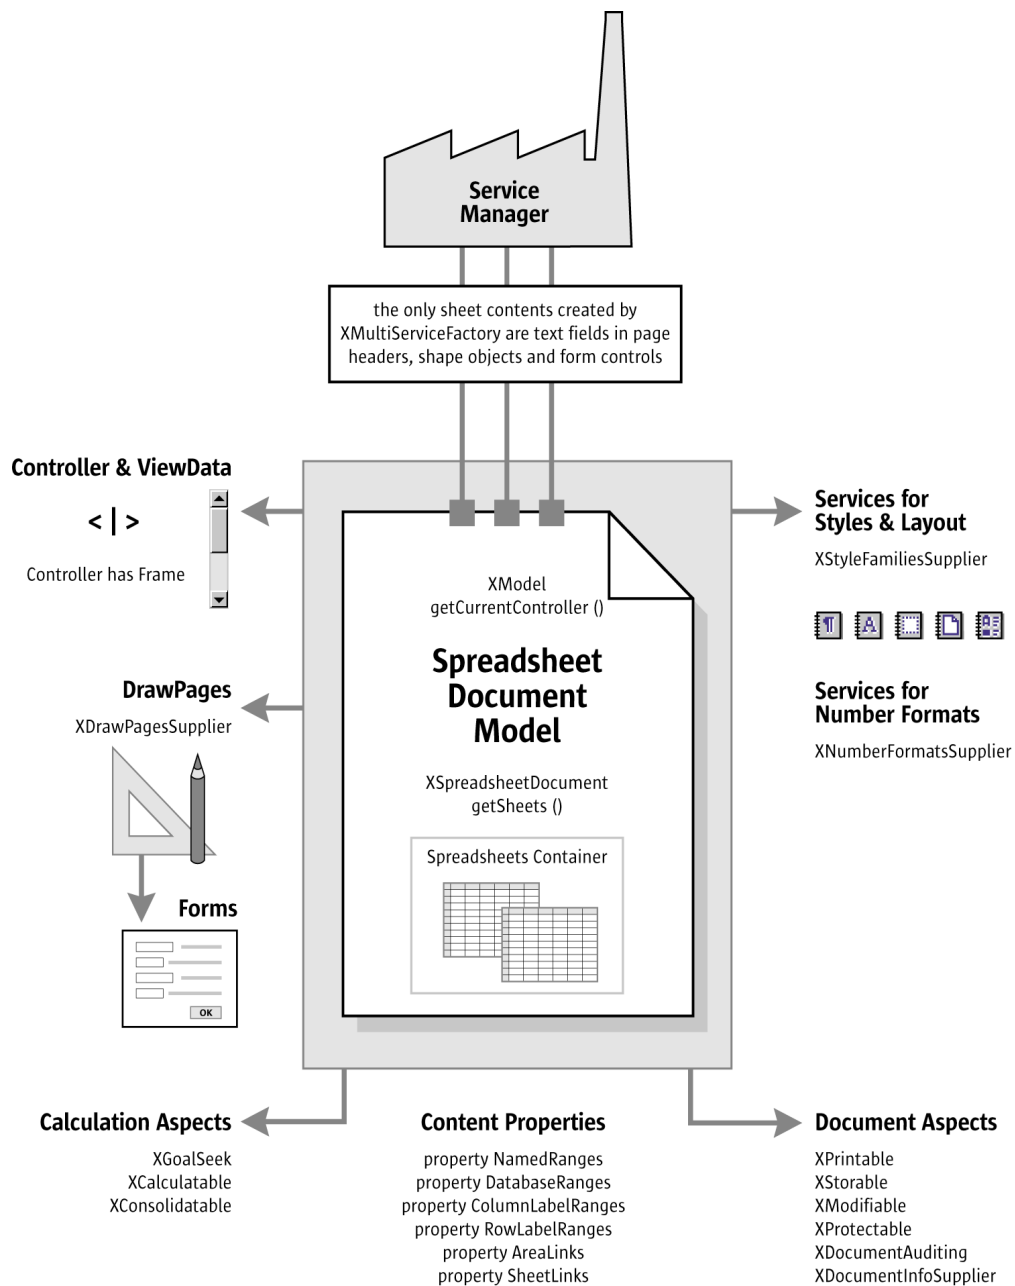 Service
Manager
the only sheet contents created by
XMultiServiceFactory are text fields in page
headers, shape objects and form controls
Controller & ViewData
< | >
Controller has Frame
Services for
Styles & Layout
XStyleFamiliesSupplier
¶ A A
XModel
getCurrentController ()
Spreadsheet
Document
Model
XSpreadsheetDocument
getSheets ()
Spreadsheets Container
DrawPages
XDrawPagesSupplier
Services for
Number Formats
XNumberFormatsSupplier
Forms
OK
Calculation Aspects
XGoalSeek
XCalculatable
XConsolidatable
Content Properties
property NamedRanges
property DatabaseRanges
property ColumnLabelRanges
property RowLabelRanges
property AreaLinks
property SheetLinks
Document Aspects
XPrintable
XStorable
XModifiable
XProtectable
XDocumentAuditing
XDocumentInfoSupplier